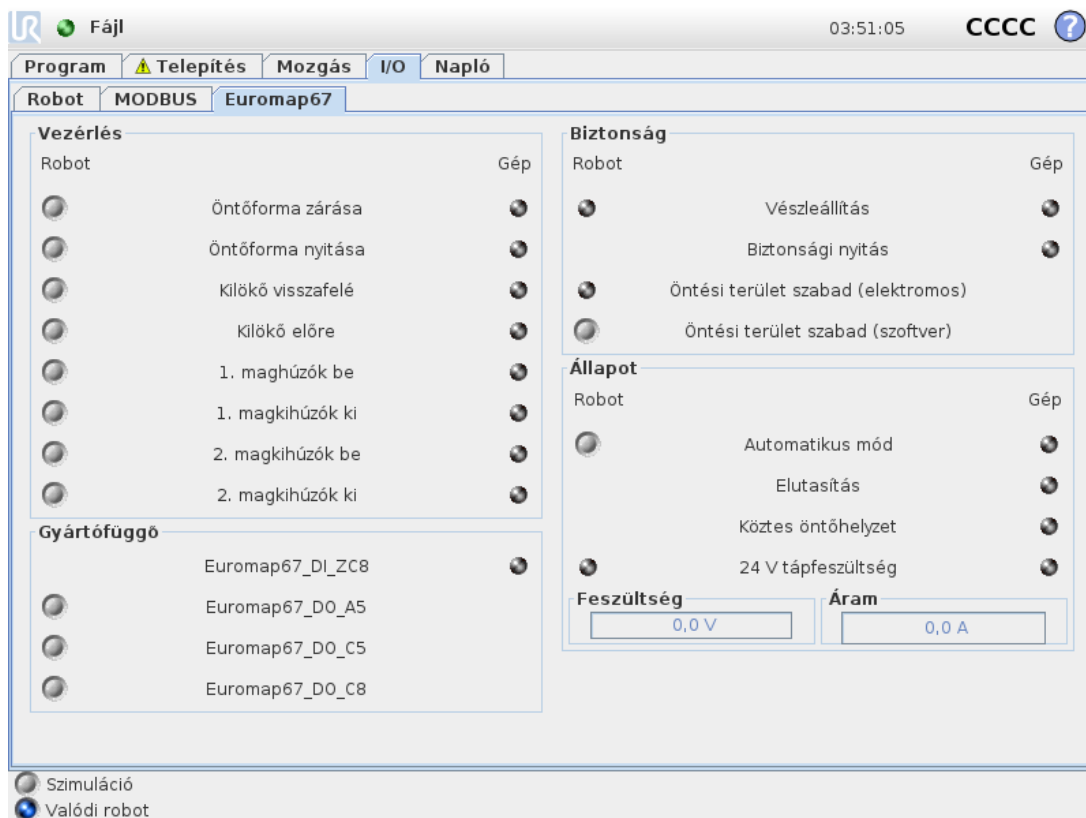 UR Fájl 03:51:05 CCCC ?
Program Telepítés Mozgás I/O Napló
Robot MODBUS Euromap67
Vezérlés
Robot Gép
Öntőforma zárása
Öntőforma nyitása
Kilökő visszafelé
Kilökő előre
1. maghúzók be
1. magkihúzók ki
2. magkihúzók be
2. magkihúzók ki
Gyártófüggő
Euromap67_DI_ZC8
Euromap67_DO_A5
Euromap67_DO_C5
Euromap67_DO_C8
Biztonság
Robot Gép
Vészleállítás
Biztonsági nyitás
Öntési terület szabad (elektromos)
Öntési terület szabad (szoftver)
Állapot
Robot Gép
Automatikus mód
Elutasítás
Köztes öntőhelyzet
24 V tápfeszültség
Feszültség Áram
0,0 V 0,0 A
Szimuláció
Valódi robot